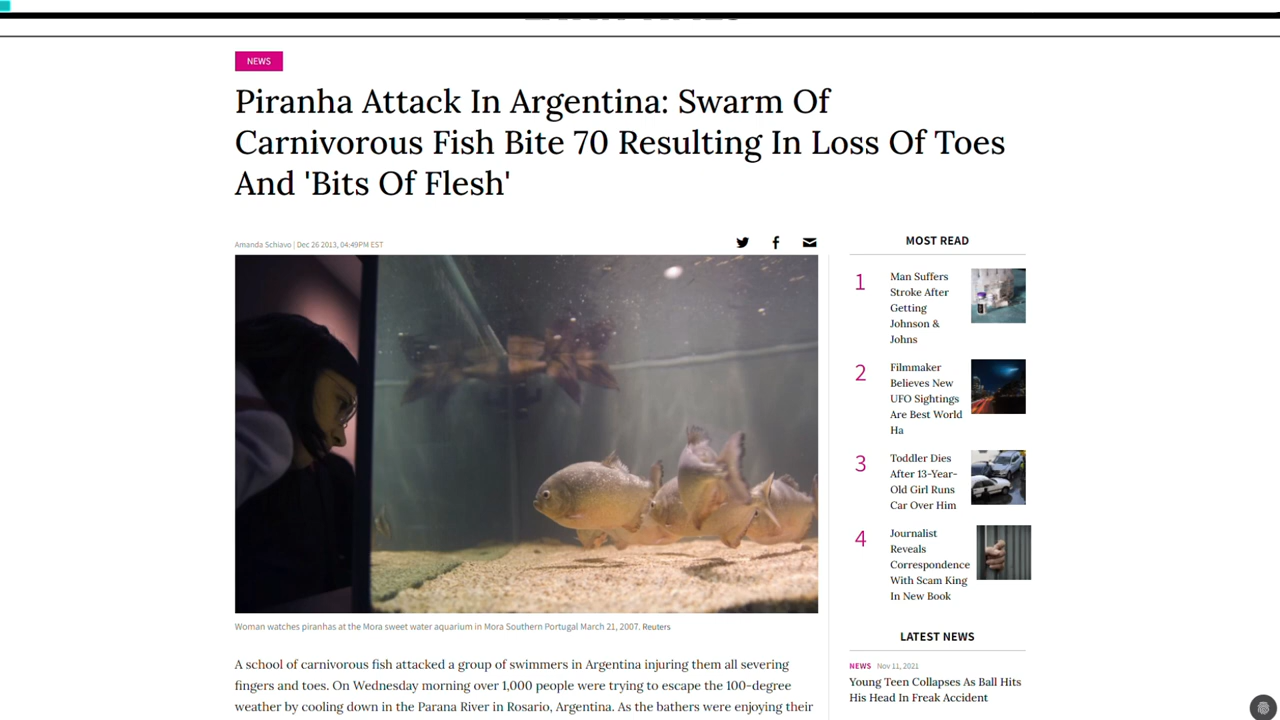 NEWS
Piranha Attack In Argentina: Swarm Of
Carnivorous Fish Bite 70 Resulting In Loss Of Toes
And 'Bits Of Flesh'
Amanda Schiavo | Dec 26 2013, 04:49PM EST
Woman watches piranhas at the Mora sweet water aquarium in Mora Southern Portugal March 21, 2007. Reuters
A school of carnivorous fish attacked a group of swimmers in Argentina injuring them all severing
fingers and toes. On Wednesday morning over 1,000 people were trying to escape the 100-degree
weather by cooling down in the Parana River in Rosario, Argentina. As the bathers were enjoying their
MOST READ
1
Man Suffers
Stroke After
Getting
Johnson &
Johns
2
Filmmaker
Believes New
UFO Sightings
Are Best World
Ha
3
Toddler Dies
After 13-Year-
Old Girl Runs
Car Over Him
4
Journalist
Reveals
Correspondence
With Scam King
In New Book
LATEST NEWS
NEWS Nov 11, 2021
Young Teen Collapses As Ball Hits
His Head In Freak Accident